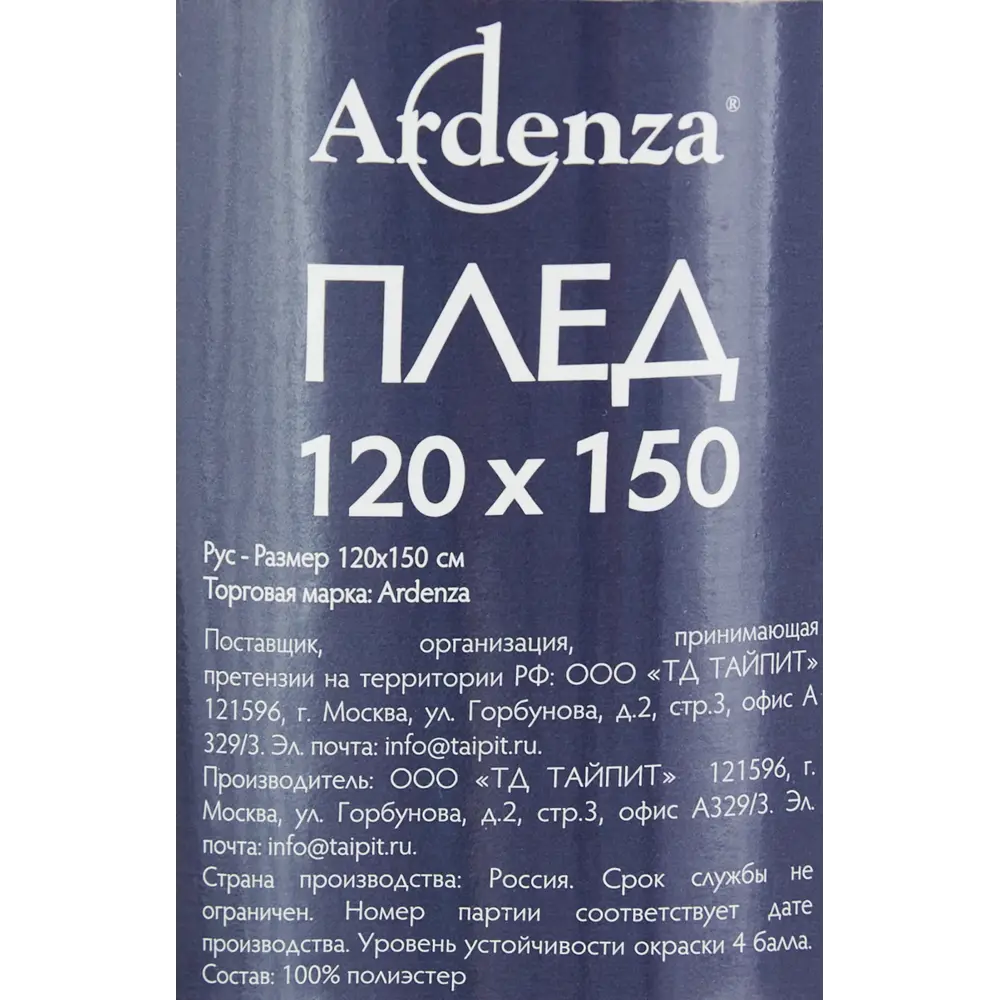 Ardenza®
ПЛЕД
120 x 150
Рус - Размер 120х150 см
Торговая марка: Ardenza
Поставщик, организация, принимающая
претензии на территории РФ: ООО «ТД ТАЙПИТ»
121596, г. Москва, ул. Горбунова, д.2, стр.3, офис А
329/3. Эл. почта: info@taipit.ru.
Производитель: ООО «ТД ТАЙПИТ» 121596, г.
Москва, ул. Горбунова, д.2, стр.3, офис А329/3. Эл.
почта: info@taipit.ru.
Страна производства: Россия. Срок службы не
ограничен. Номер партии соответствует дате
производства. Уровень устойчивости окраски 4 балла.
Состав: 100% полиэстер